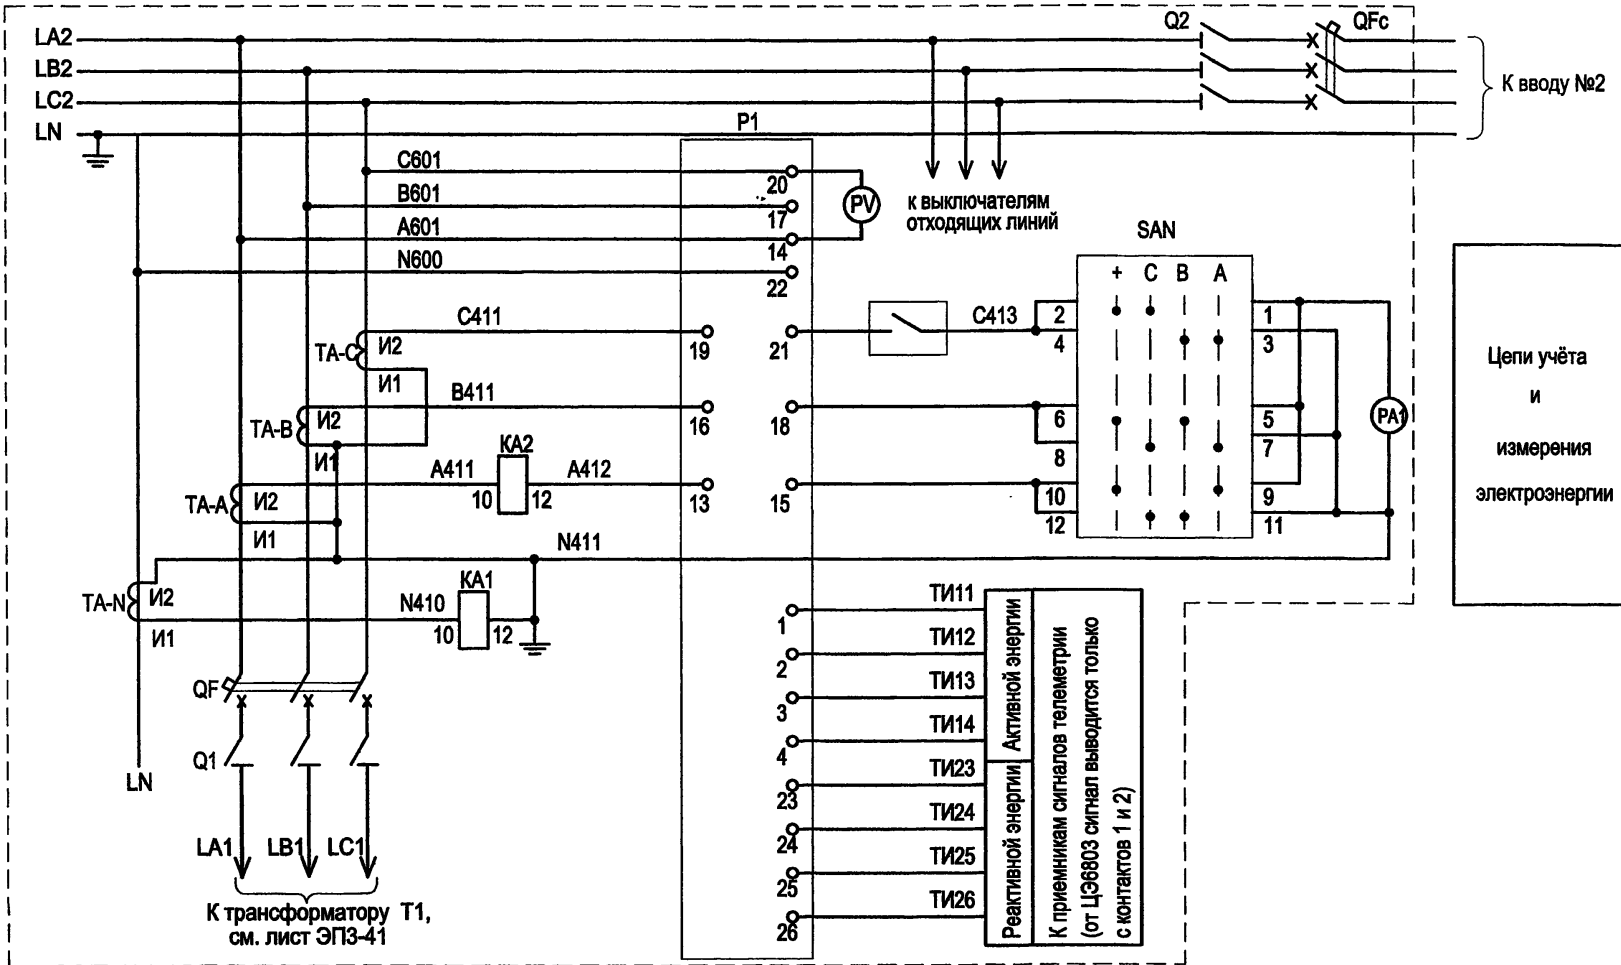 LA2
LB2
LC2
LN
Q2
QFc
К вводу №2
P1
C601
20
B601
17
A601
14
N600
22
PV
к выключателям
отходящих линий
SAN
+ C B A
C411
19
21
C413
2
4
1
3
TA-C
И2
И1
B411
16
18
6
8
5
7
PA1
TA-B
И2
И1
A411
KA2
10
12
A412
13
15
10
12
9
11
TA-A
И2
И1
N411
TA-N
И2
И1
N410
KA1
10
12
Цепи учёта
и
измерения
электроэнергии
1
ТИ11
2
ТИ12
3
ТИ13
4
ТИ14
23
ТИ23
24
ТИ24
25
ТИ25
26
ТИ26
Активной энергии
Реактивной энергии
К приемникам сигналов телеметрии
(от ЦЭ6803 сигнал выводится только
с контактов 1 и 2)
QF
Q1
LN
LA1
LB1
LC1
К трансформатору Т1,
см. лист ЭП3-41